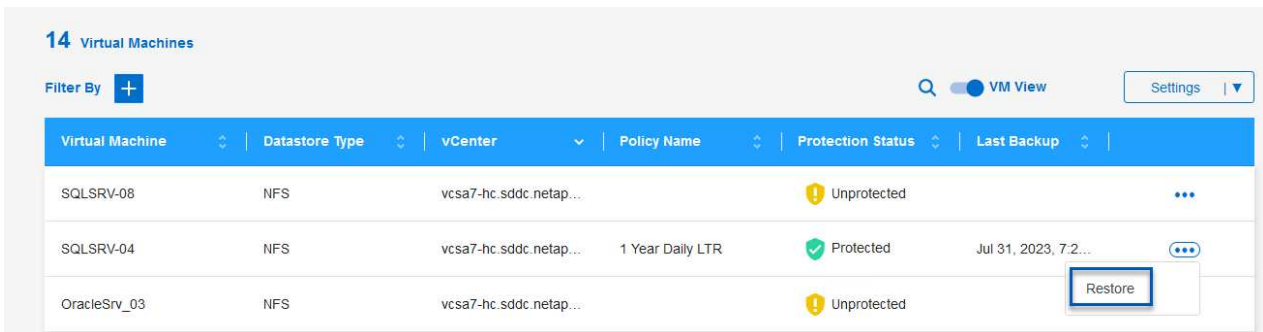 14 Virtual Machines
Filter By +
VM View
Settings
Virtual Machine Datastore Type vCenter Policy Name Protection Status Last Backup
SQLSRV-08 NFS vcsa7-hc.sddc.netap... Unprotected
SQLSRV-04 NFS vcsa7-hc.sddc.netap... 1 Year Daily LTR Protected Jul 31, 2023, 7:2...
Restore
OracleSrv_03 NFS vcsa7-hc.sddc.netap... Unprotected